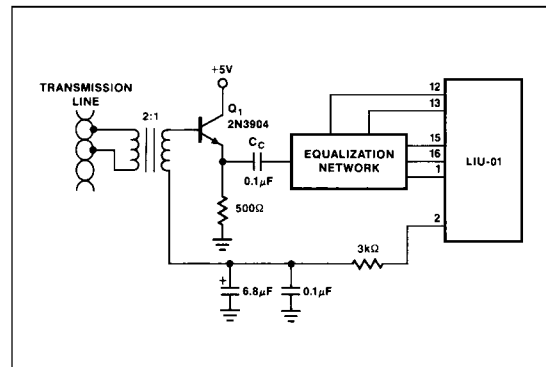 +5V
TRANSMISSION
LINE
2:1
Q1
2N3904
CC
0.1μF
500Ω
EQUALIZATION
NETWORK
12
13
15
16
1
2
LIU-01
3kΩ
+
6.8μF
0.1μF